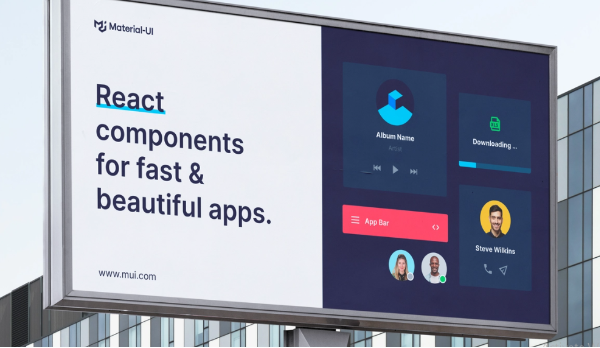 Material-UI
React
components
for fast &
beautiful apps.
www.mui.com
Album Name
Artist
Downloading ...
App Bar
Steve Wilkins